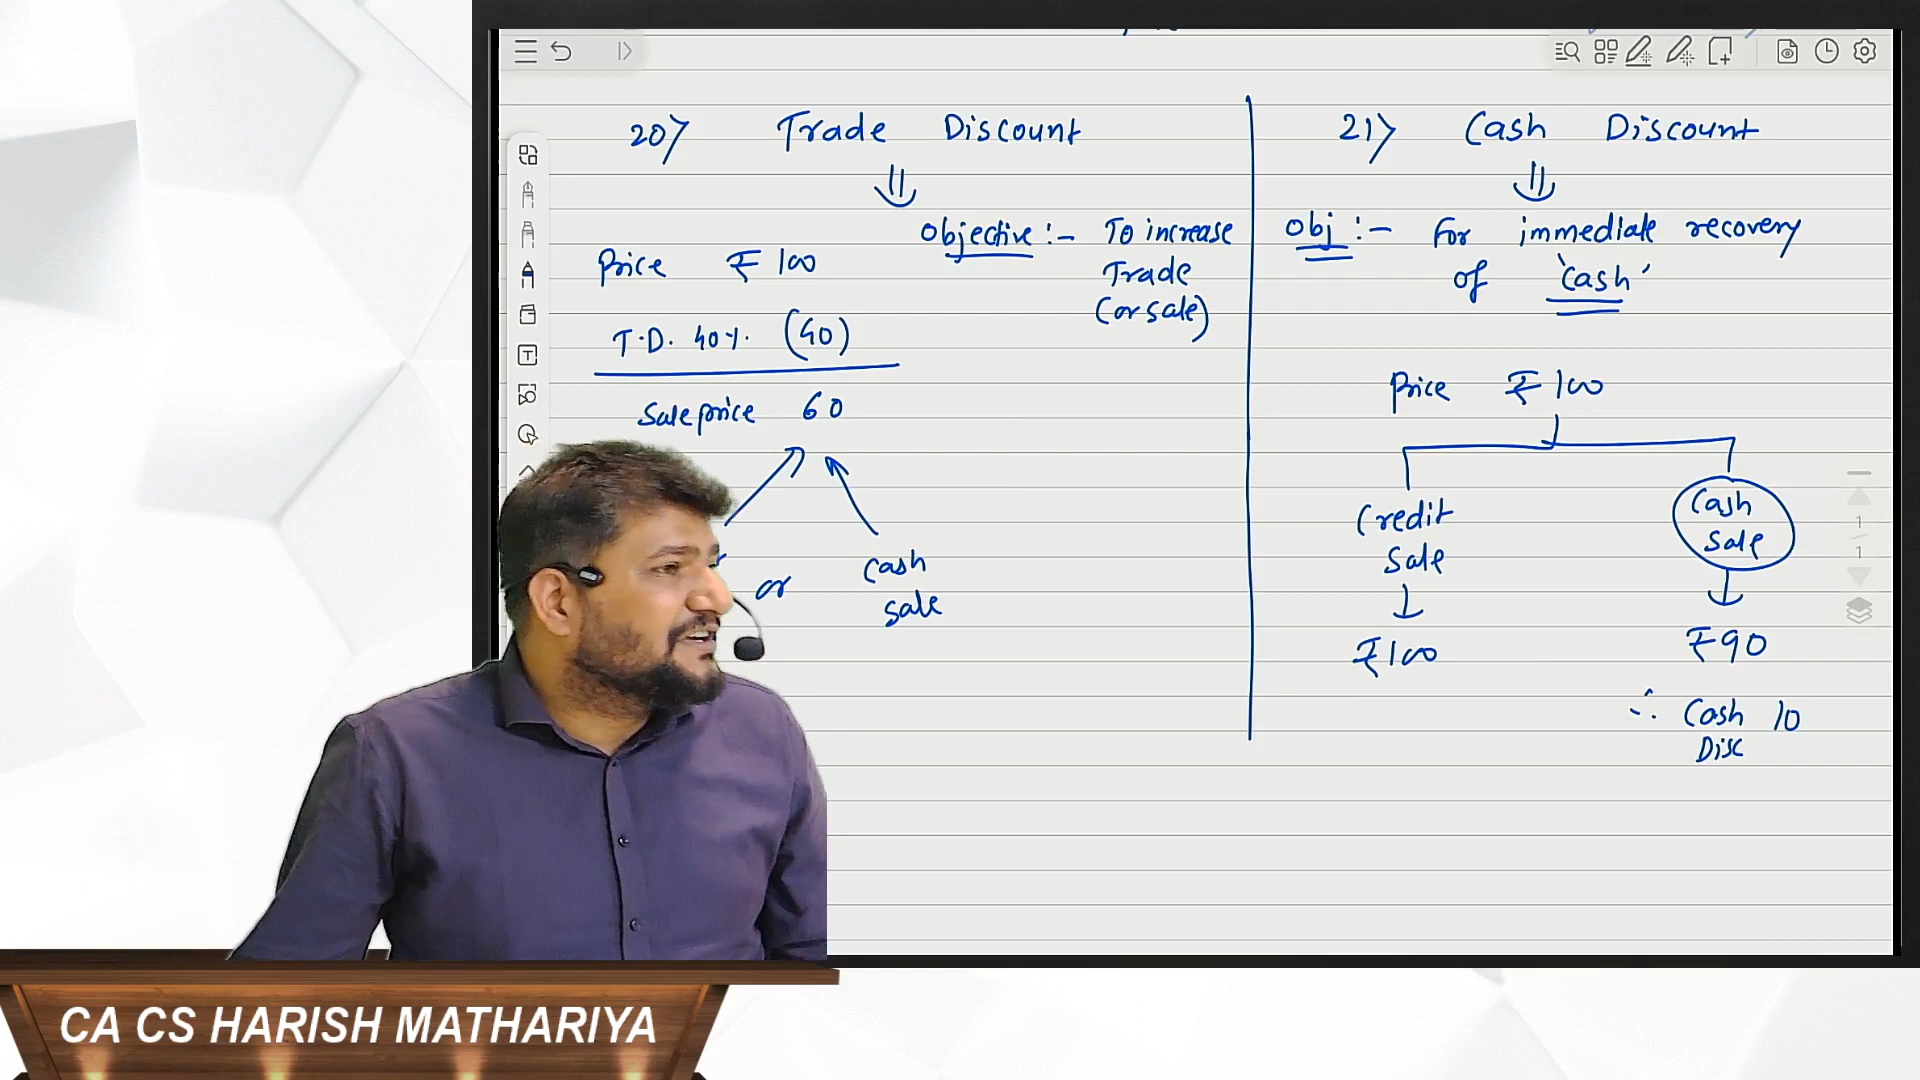 20) Trade Discount
⇓
Objective :- To increase
Trade
(or sale)
Price ₹ 100
T.D. 40%. (40)
Sale price 60
or
Cash
sale
21) Cash Discount
⇓
Obj :- For immediate recovery
of 'Cash'
Price ₹ 100
Credit
Sale
↓
₹100
Cash
Sale
↓
₹90
∴ Cash 10
Disc
1
1
CA CS HARISH MATHARIYA